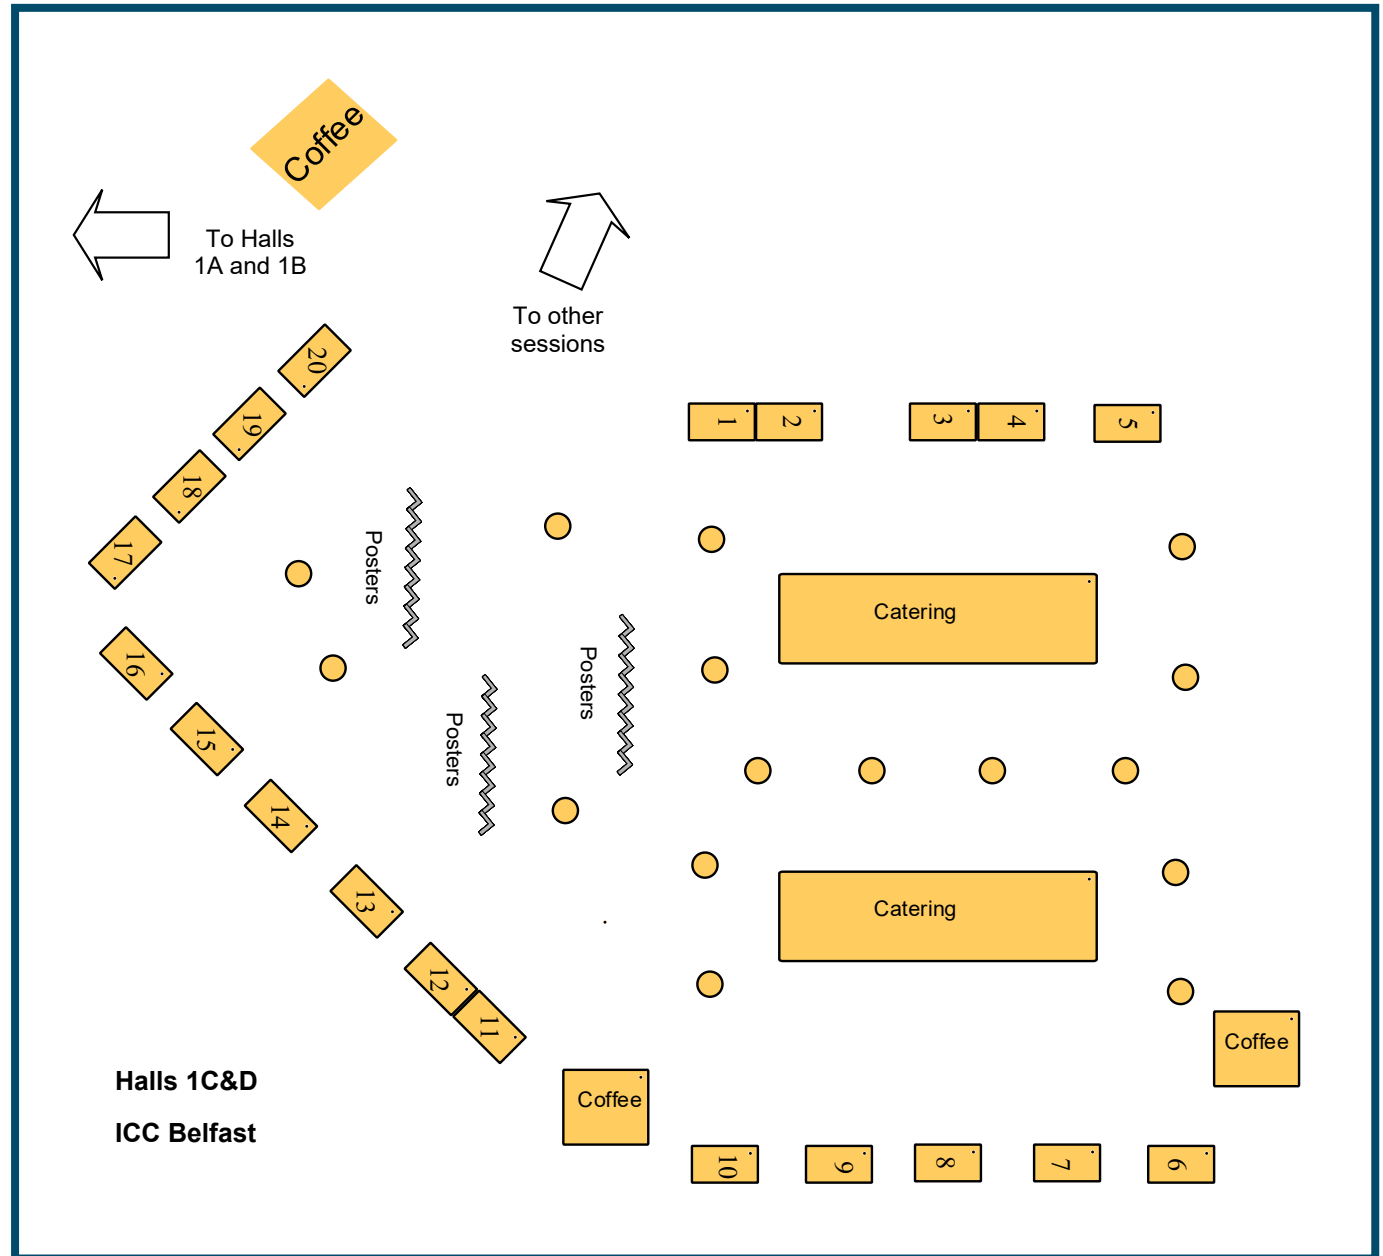 Coffee
To Halls
1A and 1B
To other
sessions
20
19
18
17
1
2
3
4
5
Posters
Posters
Posters
Catering
16
15
14
13
12
11
Catering
Coffee
Coffee
Halls 1C&D
ICC Belfast
10
9
8
7
6